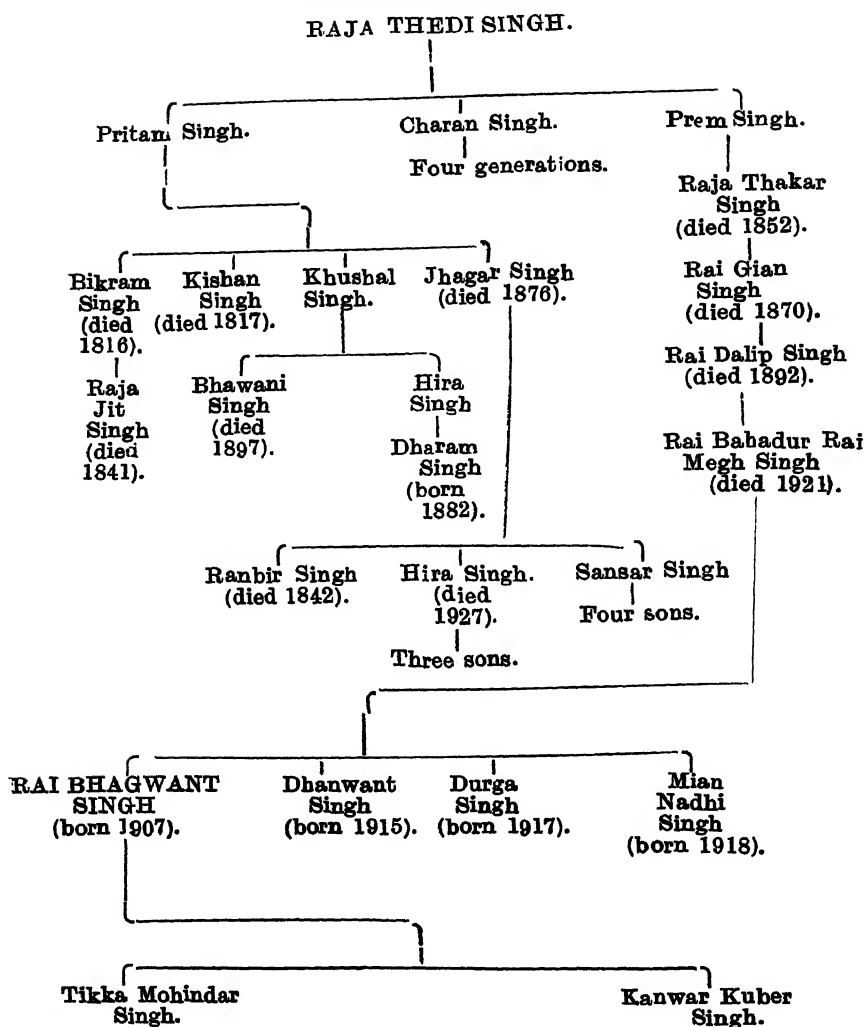 RAJA THEDI SINGH.
Pritam Singh.
Charan Singh.
Prem Singh.
Four generations.
Raja Thakar
Singh
(died 1852).
Rai Gian
Singh
(died 1870).
Rai Dalip Singh
(died 1892).
Rai Bahadur Rai
Megh Singh
(died 1921).
Bikram
Singh
(died
1816).
Raja
Jit
Singh
(died
1841).
Kishan
Singh
(died 1817).
Khushal
Singh.
Bhawani
Singh
(died
1897).
Hira
Singh
Dharam
Singh
(born
1882).
Jhagar Singh
(died 1876).
Ranbir Singh
(died 1842).
Hira Singh.
(died
1927).
Three sons.
Sansar Singh
Four sons.
RAI BHAGWANT
SINGH
(born 1907).
Dhanwant
Singh
(born 1915).
Durga
Singh
(born 1917).
Mian
Nadhi
Singh
(born 1918).
Tikka Mohindar
Singh.
Kanwar Kuber
Singh.